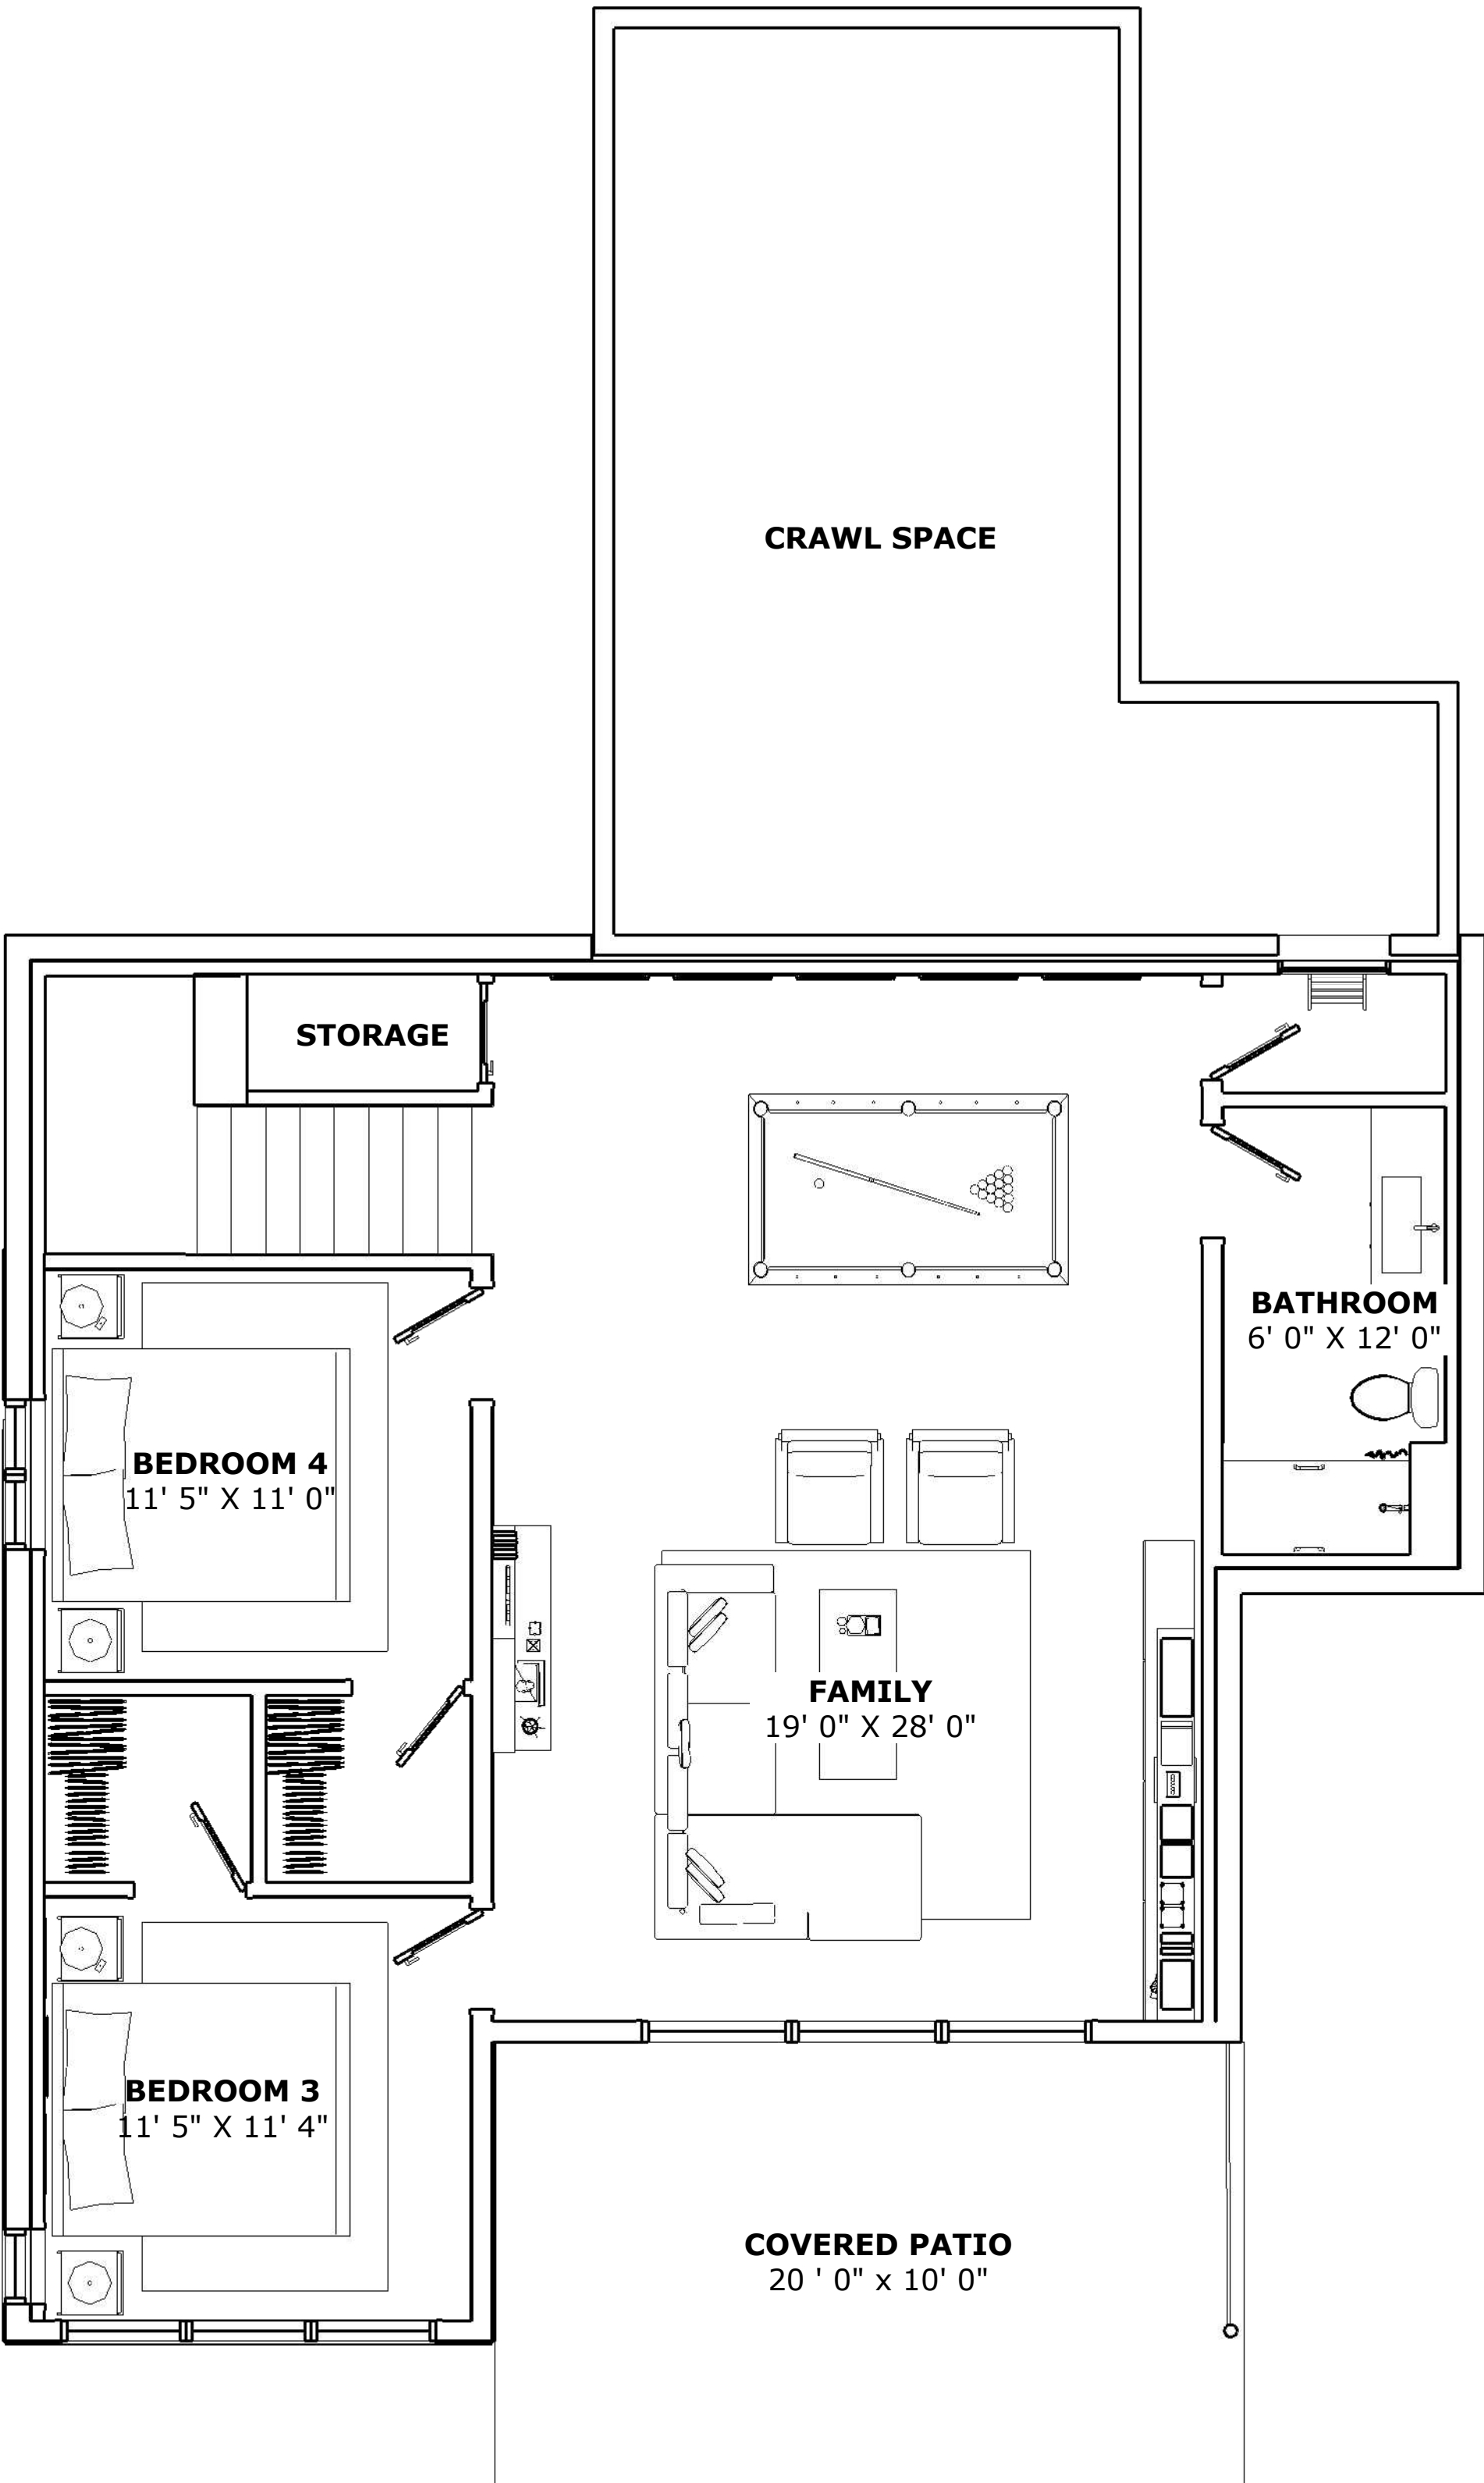 CRAWL SPACE
STORAGE
BATHROOM
6' 0" X 12' 0"
BEDROOM 4
11' 5" X 11' 0"
FAMILY
19' 0" X 28' 0"
BEDROOM 3
11' 5" X 11' 4"
COVERED PATIO
20 ' 0" x 10' 0"